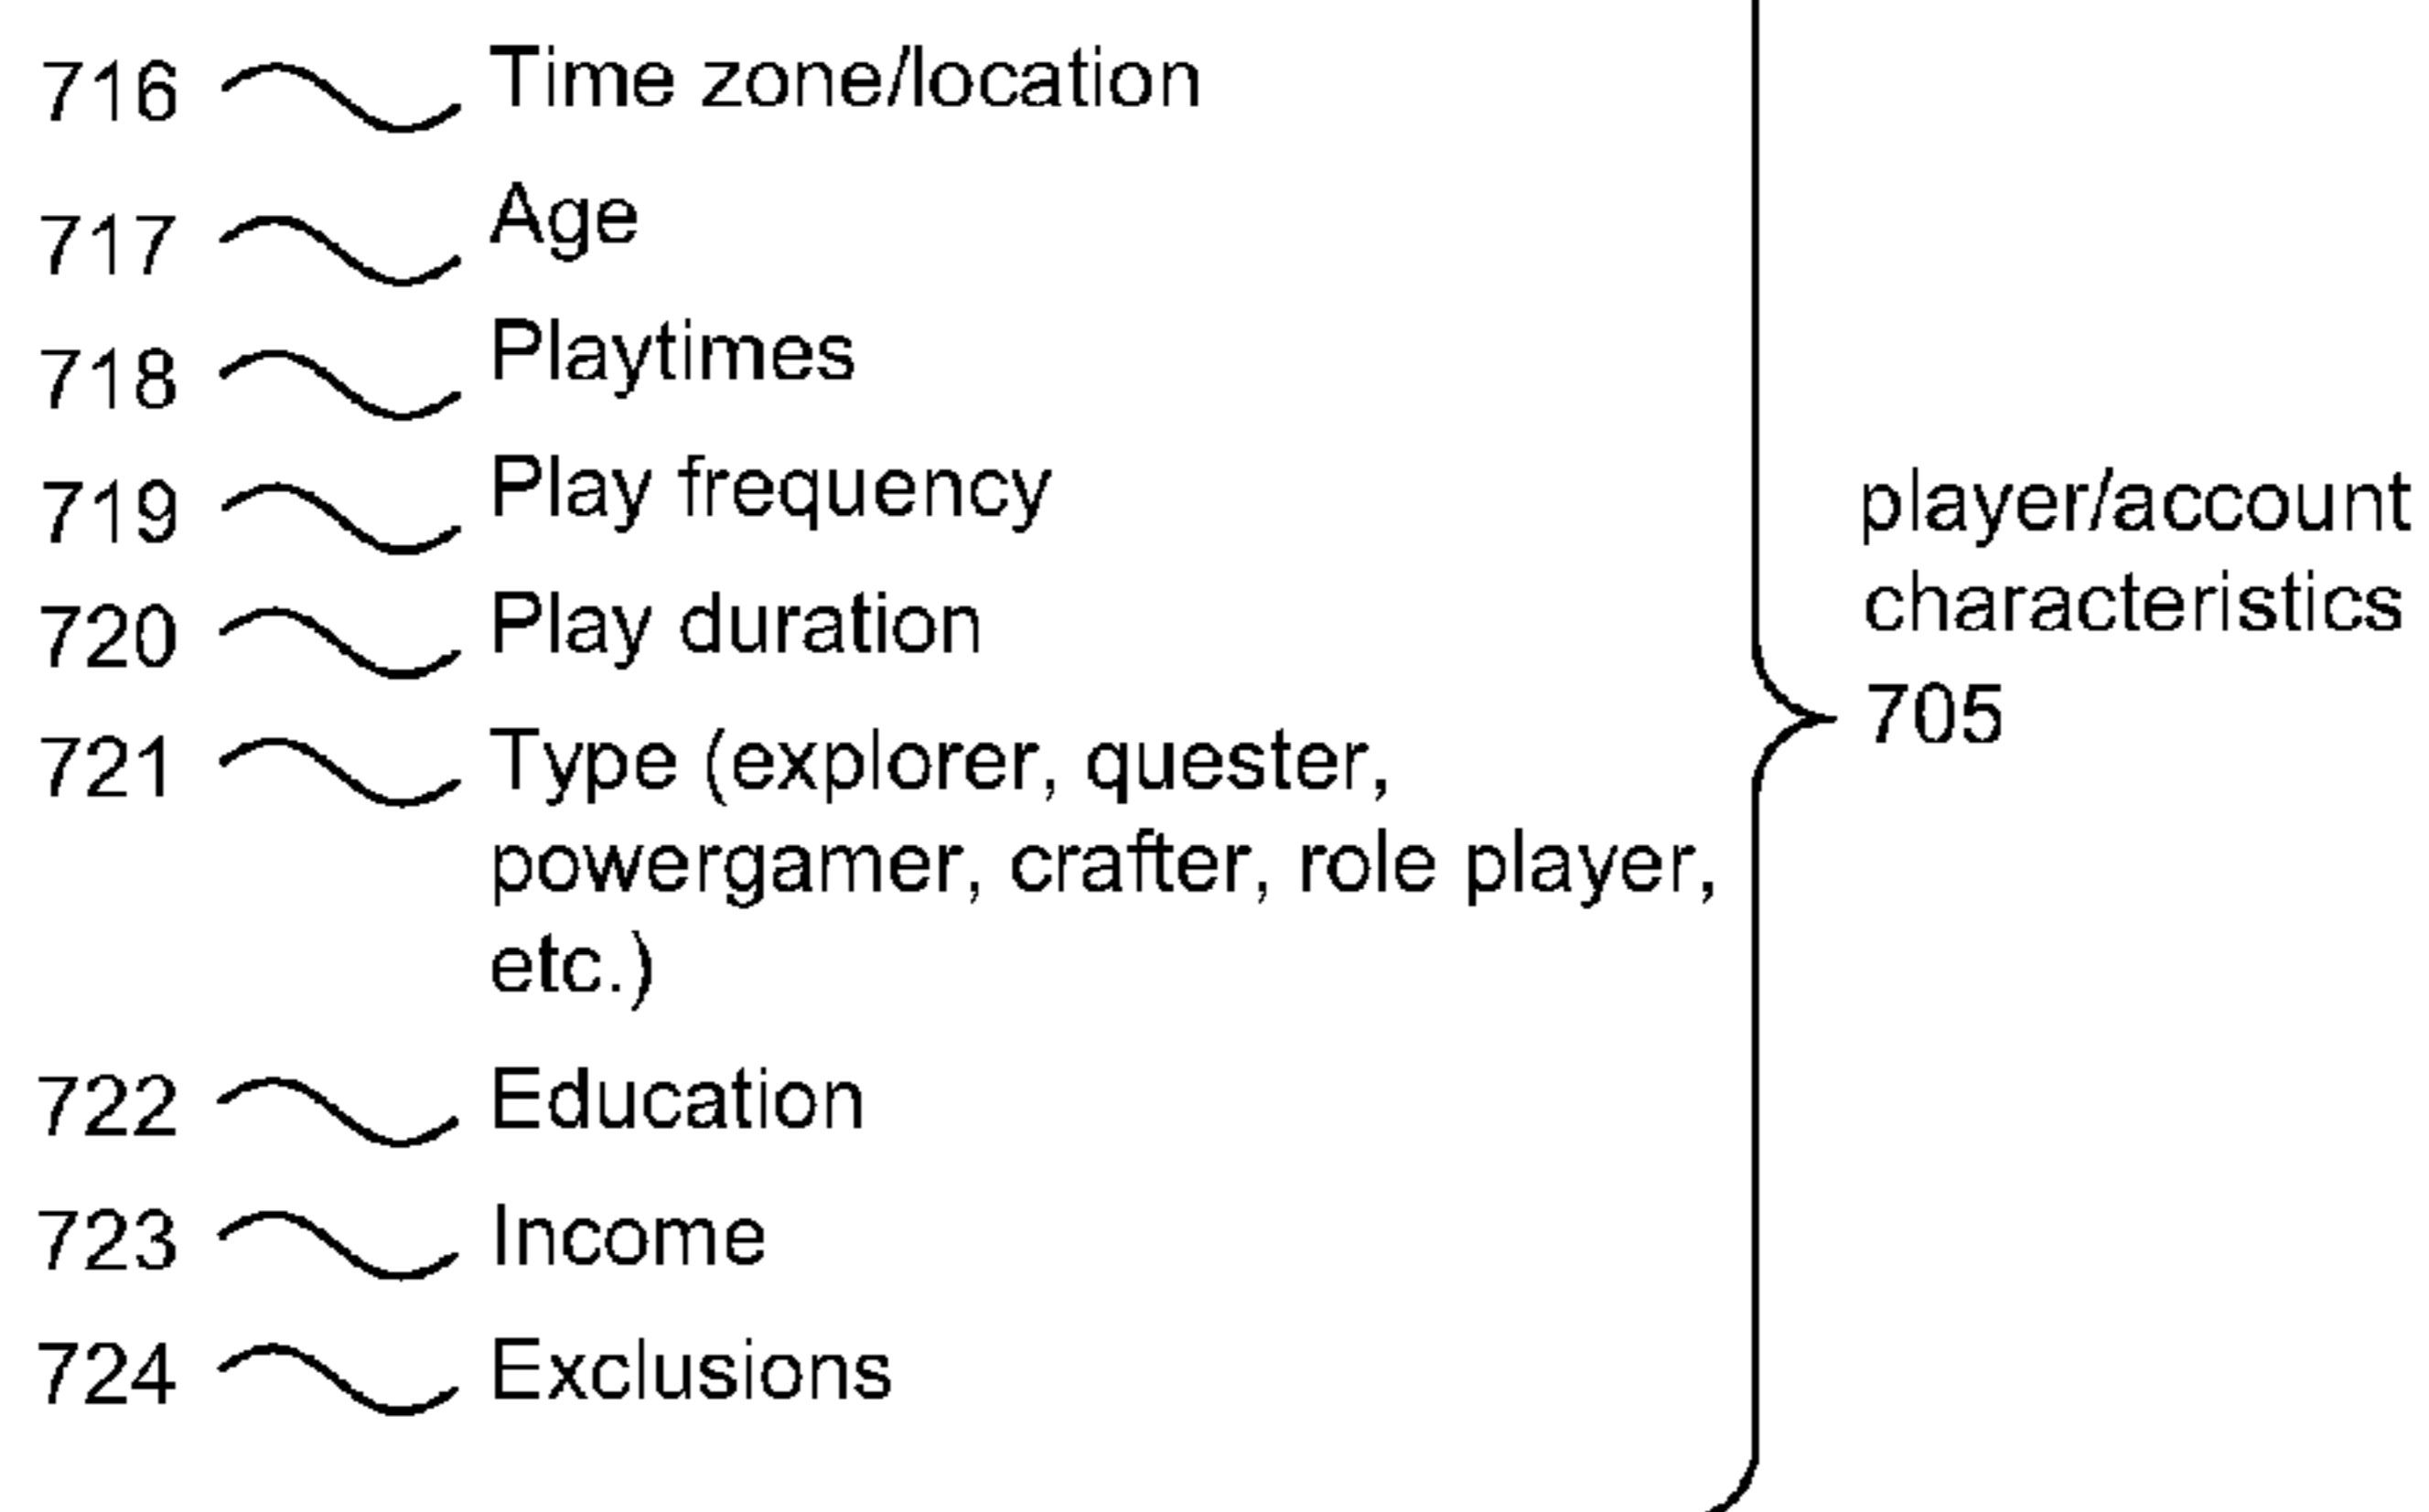 716 Time zone/location
717 Age
718 Playtimes
719 Play frequency
720 Play duration
721 Type (explorer, quester,
powergamer, crafter, role player,
etc.)
722 Education
723 Income
724 Exclusions
player/account
characteristics
705